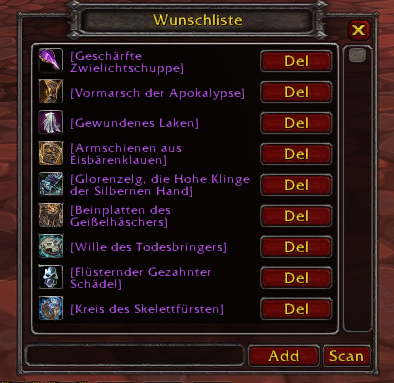 Wunschliste
[Geschärfte
Zwielichtschuppe]
Del
[Vormarsch der Apokalypse]
Del
[Gewundenes Laken]
Del
[Armschienen aus
Eisbärenklauen]
Del
[Glorenzelg, die Hohe Klinge
der Silbernen Hand]
Del
[Beinplatten des
Geißelhäschers]
Del
[Wille des Todesbringers]
Del
[Flüsternder Gezahnter
Schädel]
Del
[Kreis des Skelettfürsten]
Del
Add
Scan